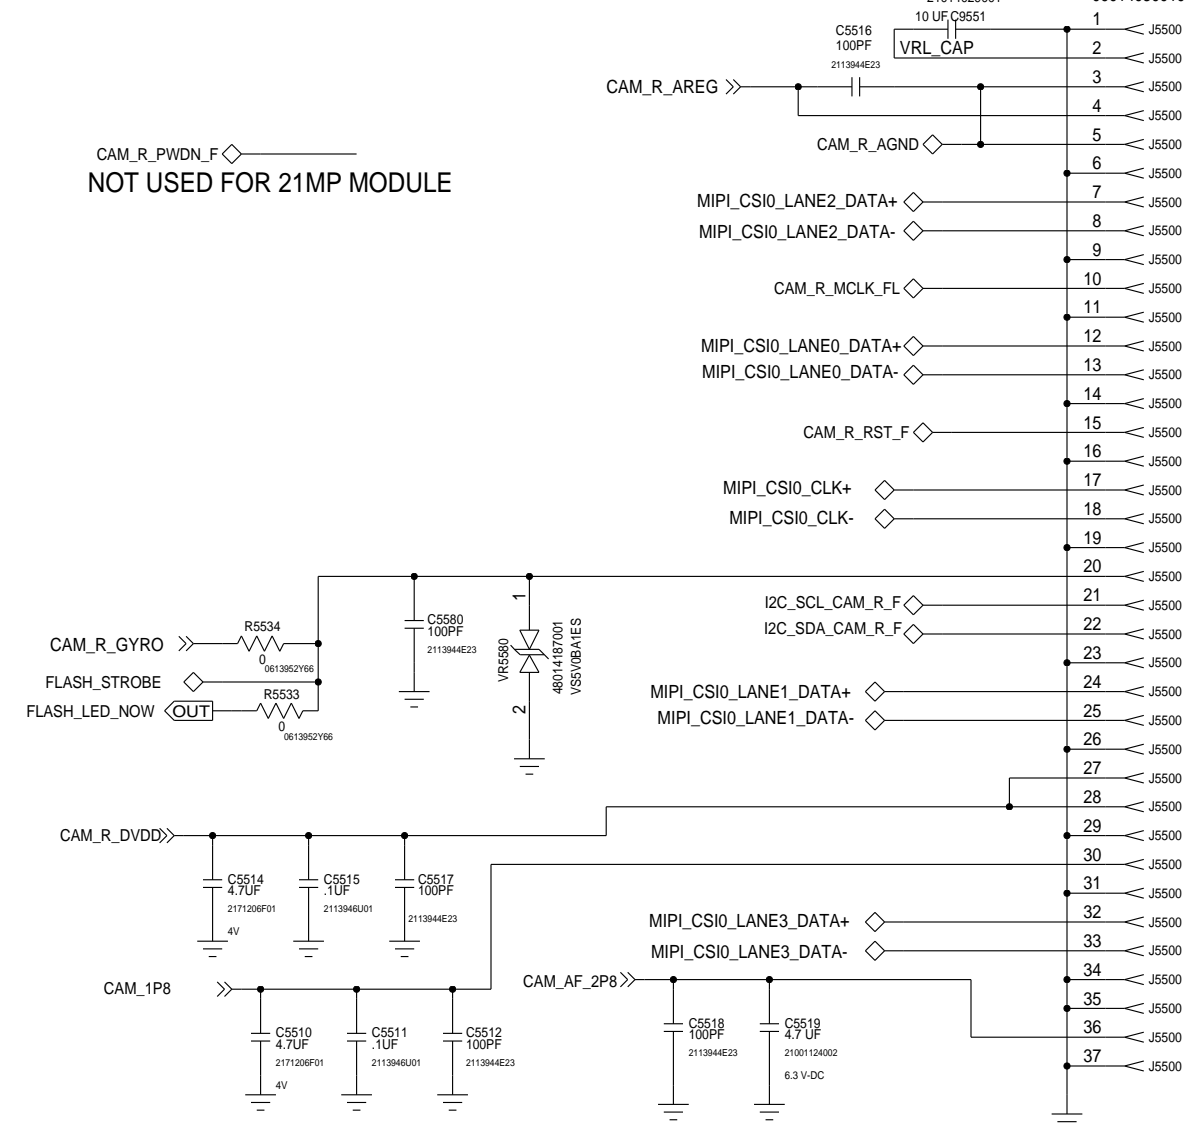 10 UF C9551
1 J5500
C5516
100PF
2113944E23
VRL_CAP
2 J5500
CAM_R_AREG
3 J5500
4 J5500
CAM_R_AGND
5 J5500
CAM_R_PWDN_F
NOT USED FOR 21MP MODULE
6 J5500
MIPI_CSI0_LANE2_DATA+
7 J5500
MIPI_CSI0_LANE2_DATA-
8 J5500
9 J5500
CAM_R_MCLK_FL
10 J5500
11 J5500
MIPI_CSI0_LANE0_DATA+
12 J5500
MIPI_CSI0_LANE0_DATA-
13 J5500
14 J5500
CAM_R_RST_F
15 J5500
16 J5500
MIPI_CSI0_CLK+
17 J5500
MIPI_CSI0_CLK-
18 J5500
19 J5500
20 J5500
I2C_SCL_CAM_R_F
21 J5500
I2C_SDA_CAM_R_F
22 J5500
23 J5500
CAM_R_GYRO
R5534
0
0613952Y66
FLASH_STROBE
FLASH_LED_NOW
OUT
R5533
0
0613952Y66
C5580
100PF
2113944E23
1
2
VR5580
48014187001
VS5V0BA1ES
MIPI_CSI0_LANE1_DATA+
24 J5500
MIPI_CSI0_LANE1_DATA-
25 J5500
26 J5500
27 J5500
28 J5500
CAM_R_DVDD
29 J5500
30 J5500
C5514
4.7UF
2171206F01
4V
C5515
.1UF
2113946U01
C5517
100PF
2113944E23
31 J5500
MIPI_CSI0_LANE3_DATA+
32 J5500
MIPI_CSI0_LANE3_DATA-
33 J5500
CAM_1P8
CAM_AF_2P8
34 J5500
35 J5500
36 J5500
37 J5500
C5510
4.7UF
2171206F01
4V
C5511
.1UF
2113946U01
C5512
100PF
2113944E23
C5518
100PF
2113944E23
C5519
4.7 UF
21001124002
6.3 V-DC